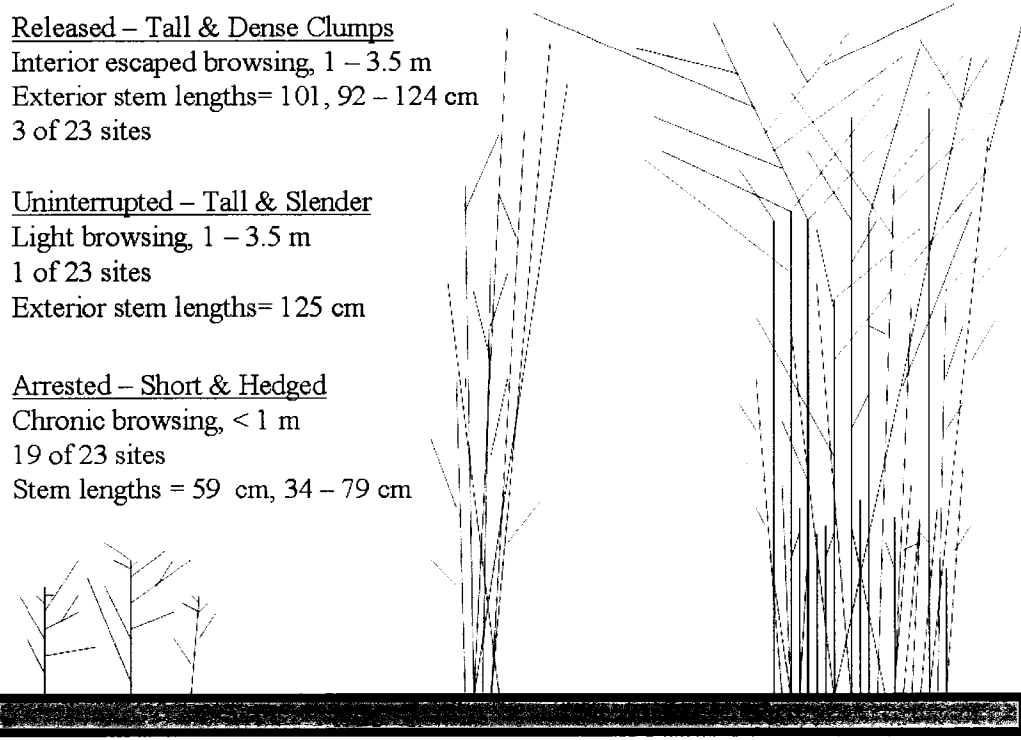 Released – Tall & Dense Clumps
Interior escaped browsing, 1 – 3.5 m
Exterior stem lengths= 101, 92 – 124 cm
3 of 23 sites
Uninterrupted – Tall & Slender
Light browsing, 1 – 3.5 m
1 of 23 sites
Exterior stem lengths= 125 cm
Arrested – Short & Hedged
Chronic browsing, < 1 m
19 of 23 sites
Stem lengths = 59 cm, 34 – 79 cm